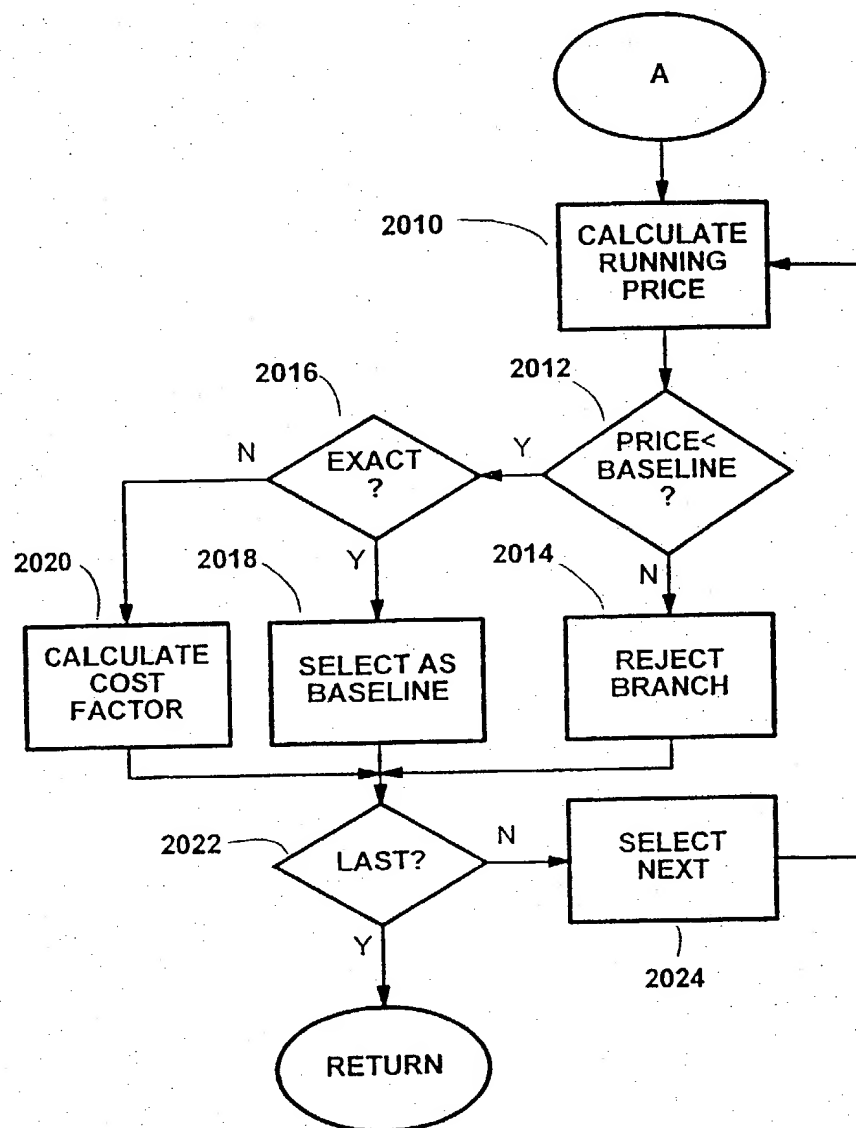 A
2010
CALCULATE
RUNNING
PRICE
2012
PRICE<
BASELINE
?
Y
N
2016
EXACT
?
N
Y
2020
CALCULATE
COST
FACTOR
2018
SELECT AS
BASELINE
2014
REJECT
BRANCH
2022
LAST?
N
Y
SELECT
NEXT
2024
RETURN